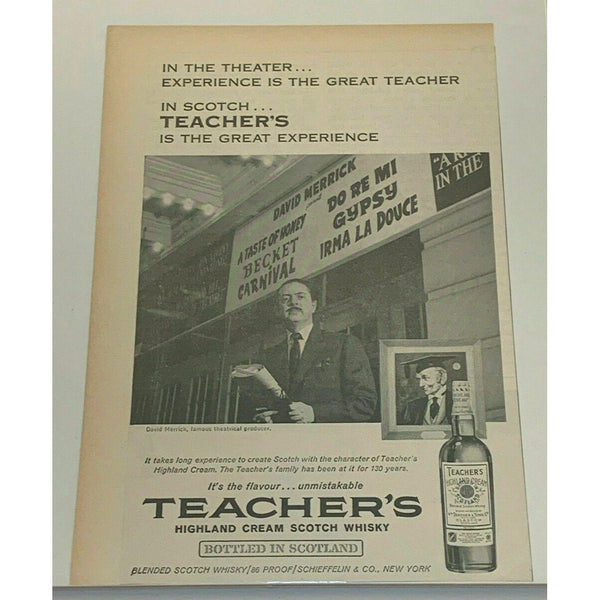 IN THE THEATER...
EXPERIENCE IS THE GREAT TEACHER
IN SCOTCH...
TEACHER'S
IS THE GREAT EXPERIENCE
DAVID MERRICK
A TASTE OF HONEY
BECKET
CARNIVAL
DO RE MI
GYPSY
IRMA LA DOUCE
IN THE
David Merrick, famous theatrical producer.
It takes long experience to create Scotch with the character of Teacher's
Highland Cream. The Teacher's family has been at it for 130 years.
It's the flavour...unmistakable
TEACHER'S
HIGHLAND CREAM SCOTCH WHISKY
BOTTLED IN SCOTLAND
BLENDED SCOTCH WHISKY/86 PROOF/SCHIEFFELIN & CO., NEW YORK
TEACHER'S
HIGHLAND CREAM